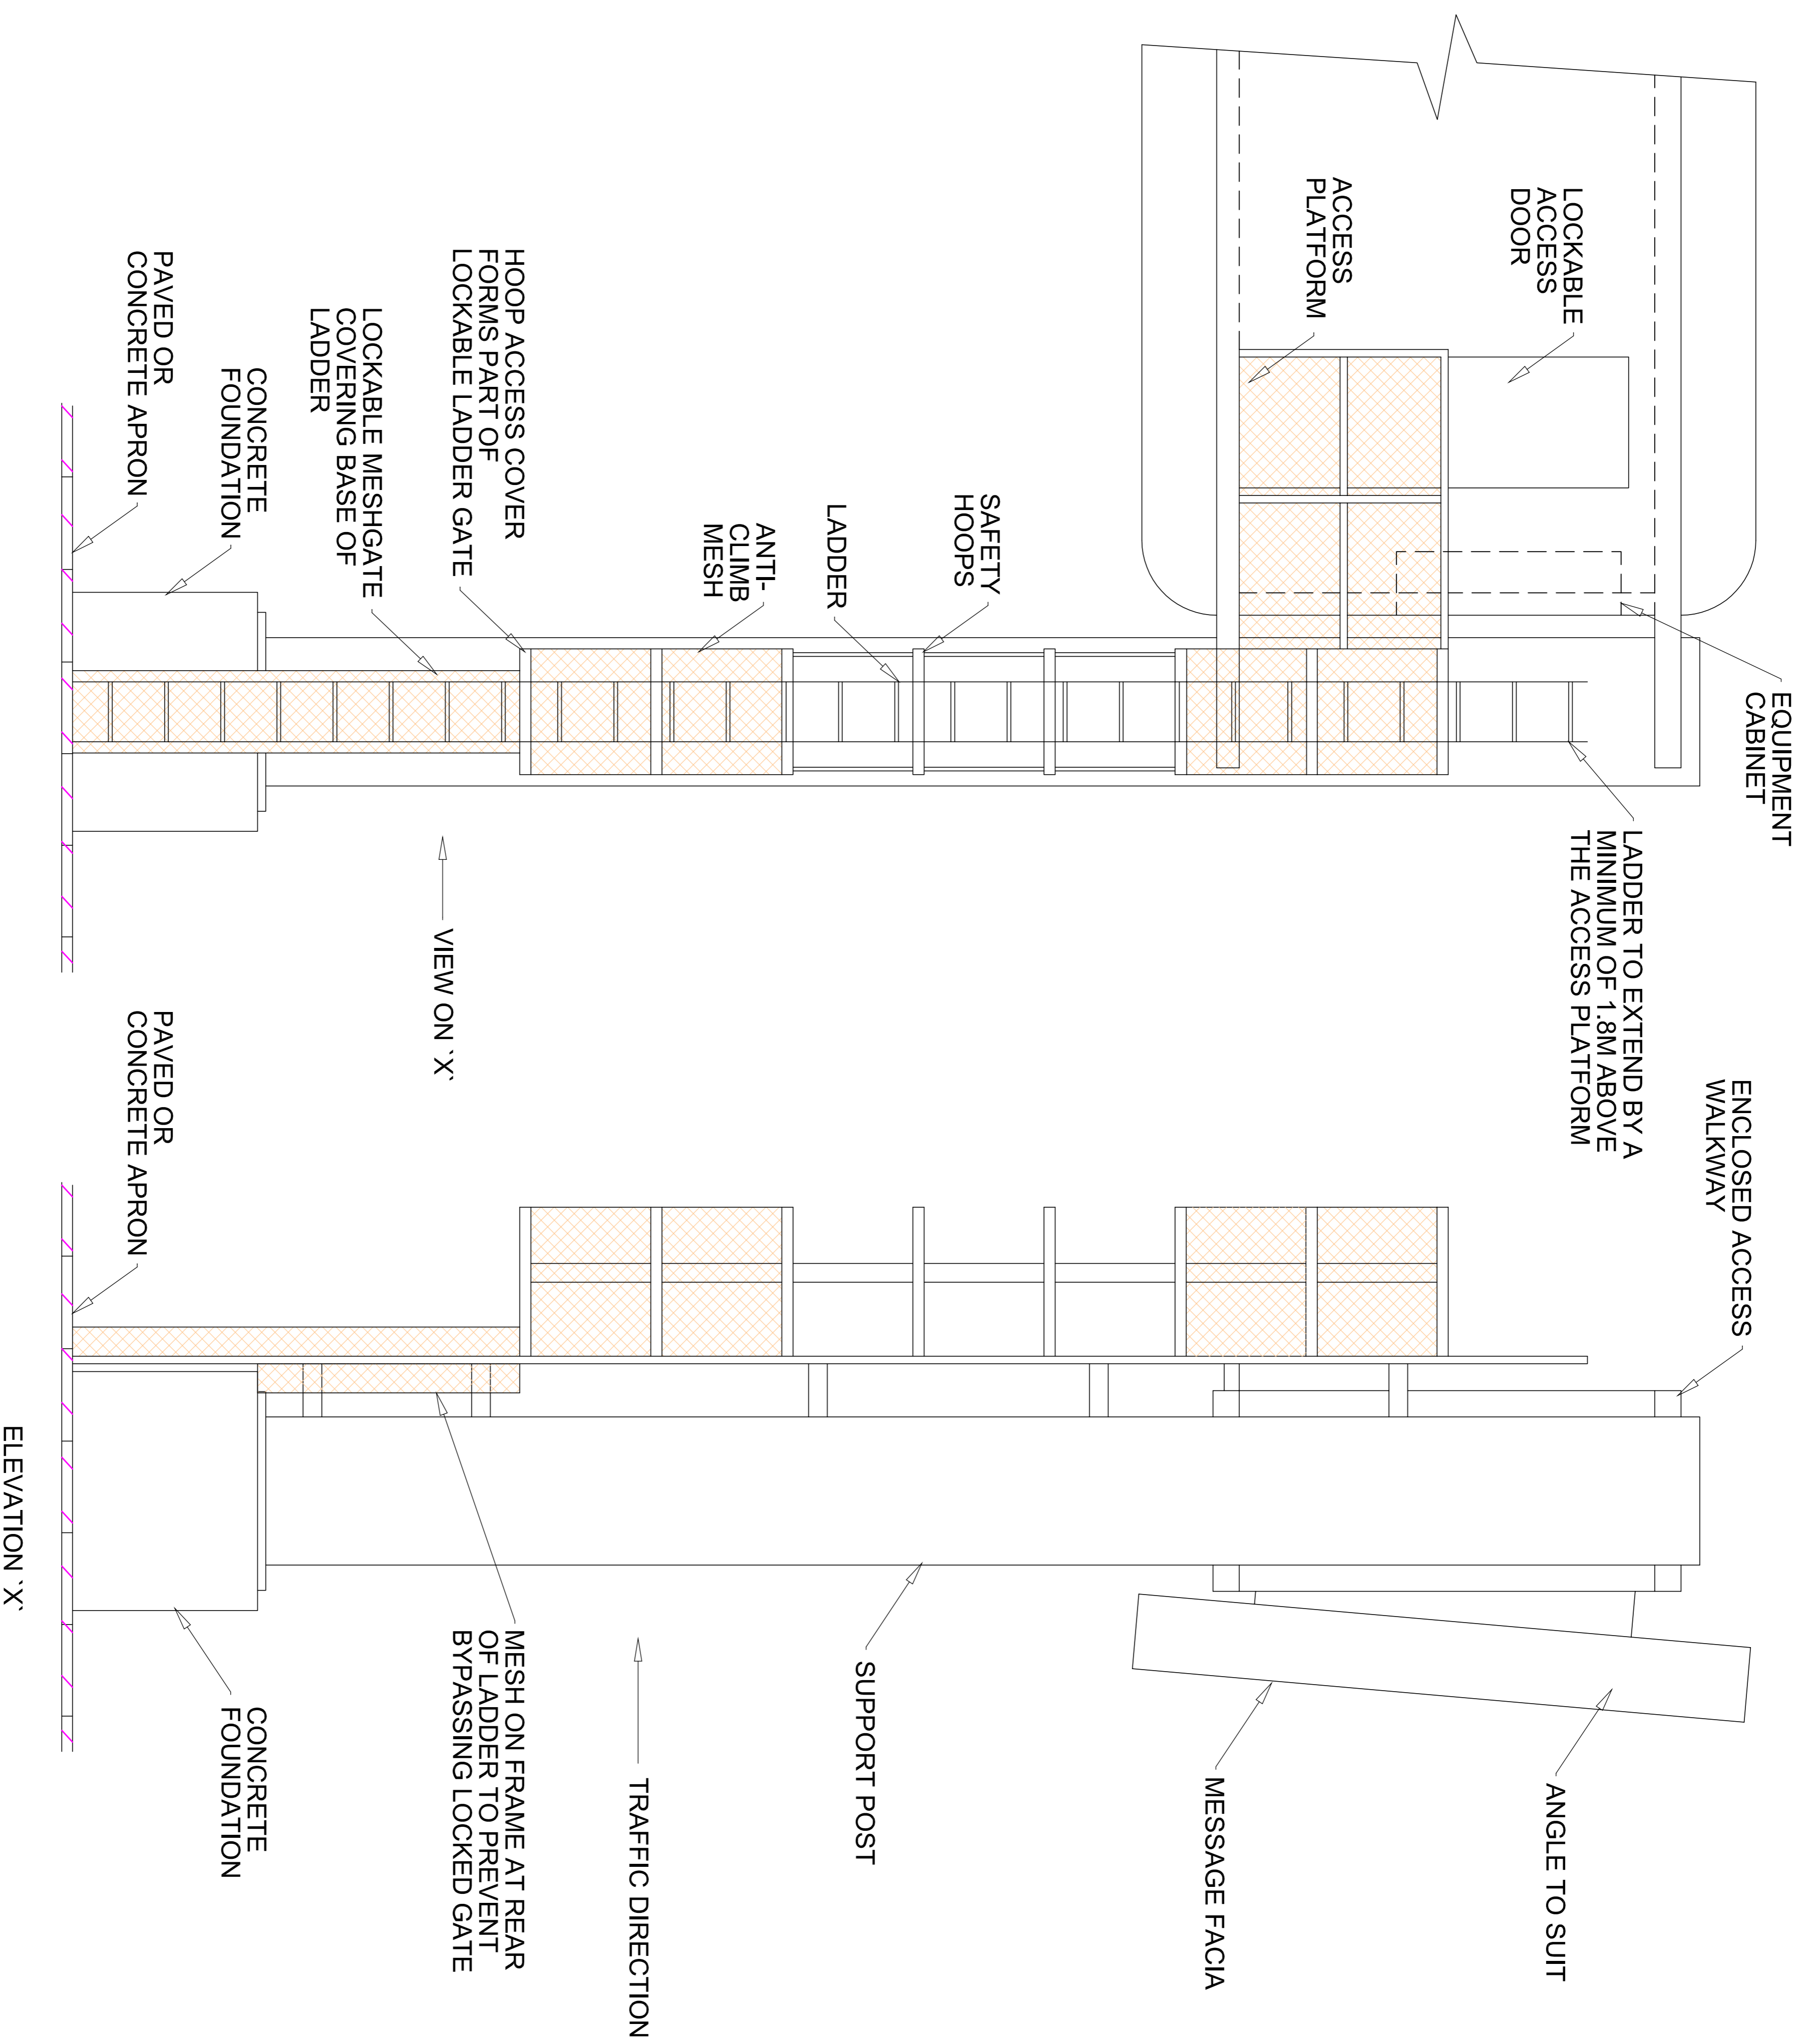 EQUIPMENT
CABINET
LOCKABLE
ACCESS
DOOR
ACCESS
PLATFORM
LADDER TO EXTEND BY A
MINIMUM OF 1.8M ABOVE
THE ACCESS PLATFORM
SAFETY
HOOPS
LADDER
ANTI-
CLIMB
MESH
HOOP ACCESS COVER
FORMS PART OF
LOCKABLE LADDER GATE
LOCKABLE MESHGATE
COVERING BASE OF
LADDER
CONCRETE
FOUNDATION
PAVED OR
CONCRETE APRON
VIEW ON `X`
ENCLOSED ACCESS
WALKWAY
ANGLE TO SUIT
MESSAGE FACIA
SUPPORT POST
TRAFFIC DIRECTION
MESH ON FRAME AT REAR
OF LADDER TO PREVENT
BYPASSING LOCKED GATE
CONCRETE
FOUNDATION
PAVED OR
CONCRETE APRON
ELEVATION `X`